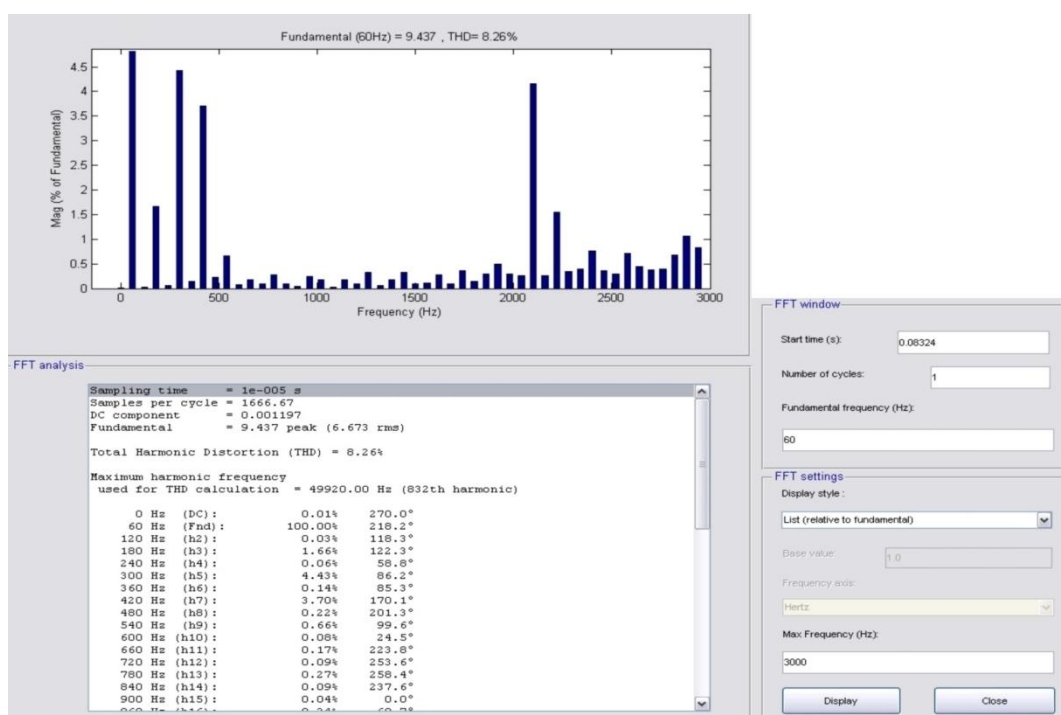 Fundamental (60Hz) = 9.437 , THD= 8.26%
Mag (% of Fundamental)
4.5
4
3.5
3
2.5
2
1.5
1
0.5
0
0 500 1000 1500 2000 2500 3000
Frequency (Hz)
FFT analysis
Sampling time = 1e-005 s
Samples per cycle = 1666.67
DC component = 0.001197
Fundamental = 9.437 peak (6.673 rms)
Total Harmonic Distortion (THD) = 8.26%
Maximum harmonic frequency
used for THD calculation = 49920.00 Hz (832th harmonic)
0 Hz (DC): 0.01% 270.0°
60 Hz (Fnd): 100.00% 218.2°
120 Hz (h2): 0.03% 118.3°
180 Hz (h3): 1.66% 122.3°
240 Hz (h4): 0.06% 58.8°
300 Hz (h5): 4.43% 86.2°
360 Hz (h6): 0.14% 85.3°
420 Hz (h7): 3.70% 170.1°
480 Hz (h8): 0.22% 201.3°
540 Hz (h9): 0.66% 99.6°
600 Hz (h10): 0.08% 24.5°
660 Hz (h11): 0.17% 223.8°
720 Hz (h12): 0.09% 253.6°
780 Hz (h13): 0.27% 258.4°
840 Hz (h14): 0.09% 237.6°
900 Hz (h15): 0.04% 0.0°
FFT window
Start time (s): 0.08324
Number of cycles: 1
Fundamental frequency (Hz):
60
FFT settings
Display style :
List (relative to fundamental)
Base value: 1.0
Frequency axis:
Hertz
Max Frequency (Hz):
3000
Display Close